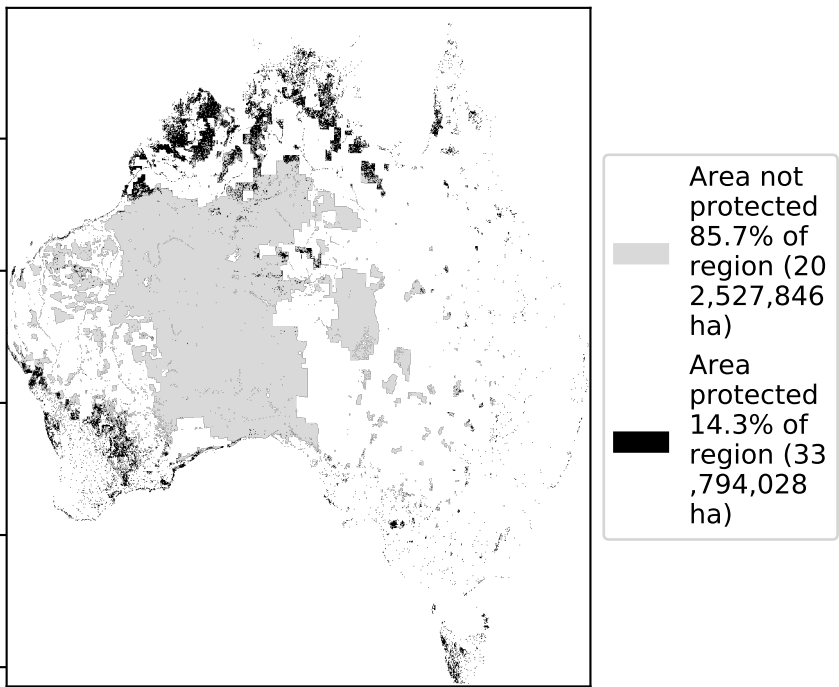 Area not
protected
85.7% of
region (20
2,527,846
ha)
Area
protected
14.3% of
region (33
,794,028
ha)